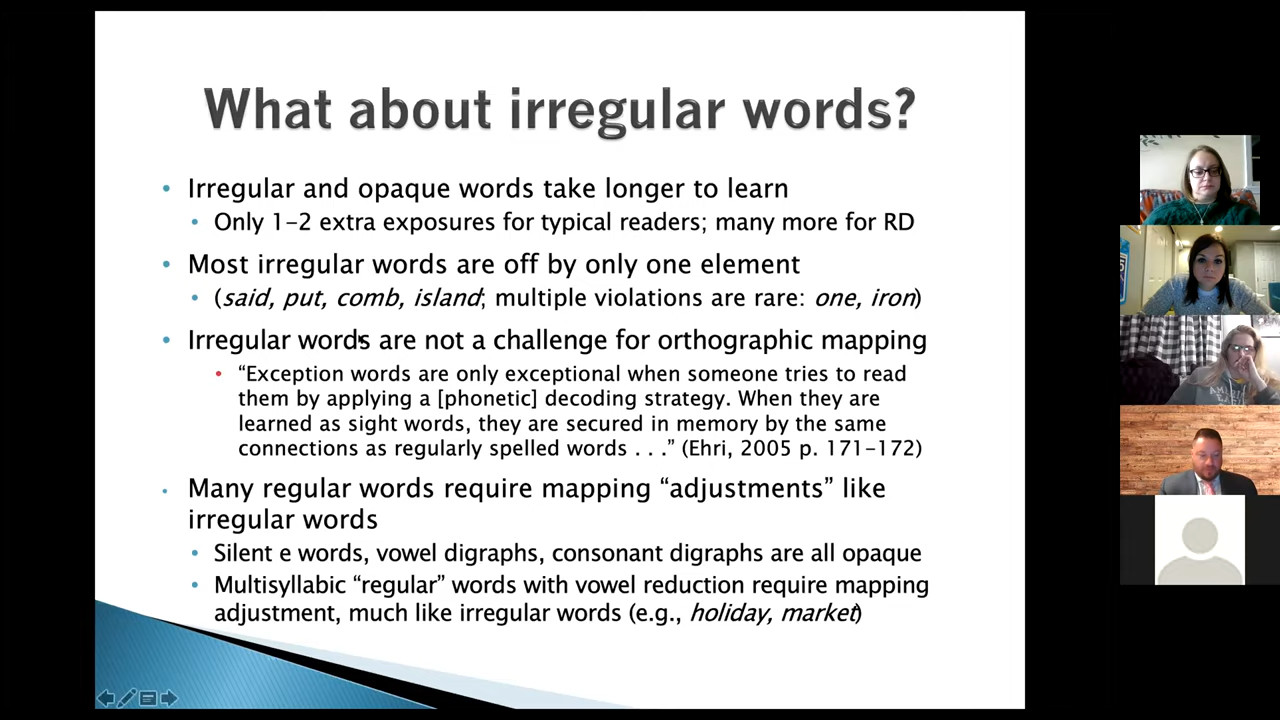 What about irregular words?
• Irregular and opaque words take longer to learn
• Only 1-2 extra exposures for typical readers; many more for RD
• Most irregular words are off by only one element
• (said, put, comb, island; multiple violations are rare: one, iron)
• Irregular words are not a challenge for orthographic mapping
• “Exception words are only exceptional when someone tries to read
them by applying a [phonetic] decoding strategy. When they are
learned as sight words, they are secured in memory by the same
connections as regularly spelled words . . .” (Ehri, 2005 p. 171-172)
• Many regular words require mapping “adjustments” like
irregular words
• Silent e words, vowel digraphs, consonant digraphs are all opaque
• Multisyllabic “regular” words with vowel reduction require mapping
adjustment, much like irregular words (e.g., holiday, market)